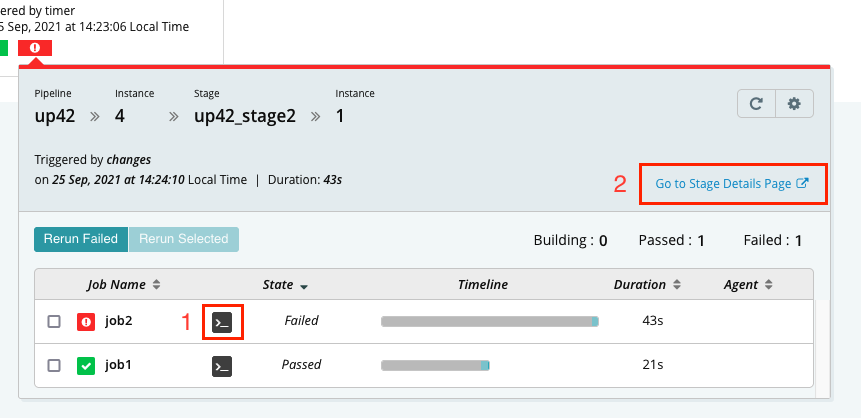 ered by timer
5 Sep, 2021 at 14:23:06 Local Time
Pipeline Instance Stage Instance
up42 » 4 » up42_stage2 » 1
Triggered by changes
on 25 Sep, 2021 at 14:24:10 Local Time | Duration: 43s
2 Go to Stage Details Page
Rerun Failed Rerun Selected Building : 0 Passed : 1 Failed : 1
Job Name State Timeline Duration Agent
job2 1 >_ Failed 43s
job1 >_ Passed 21s